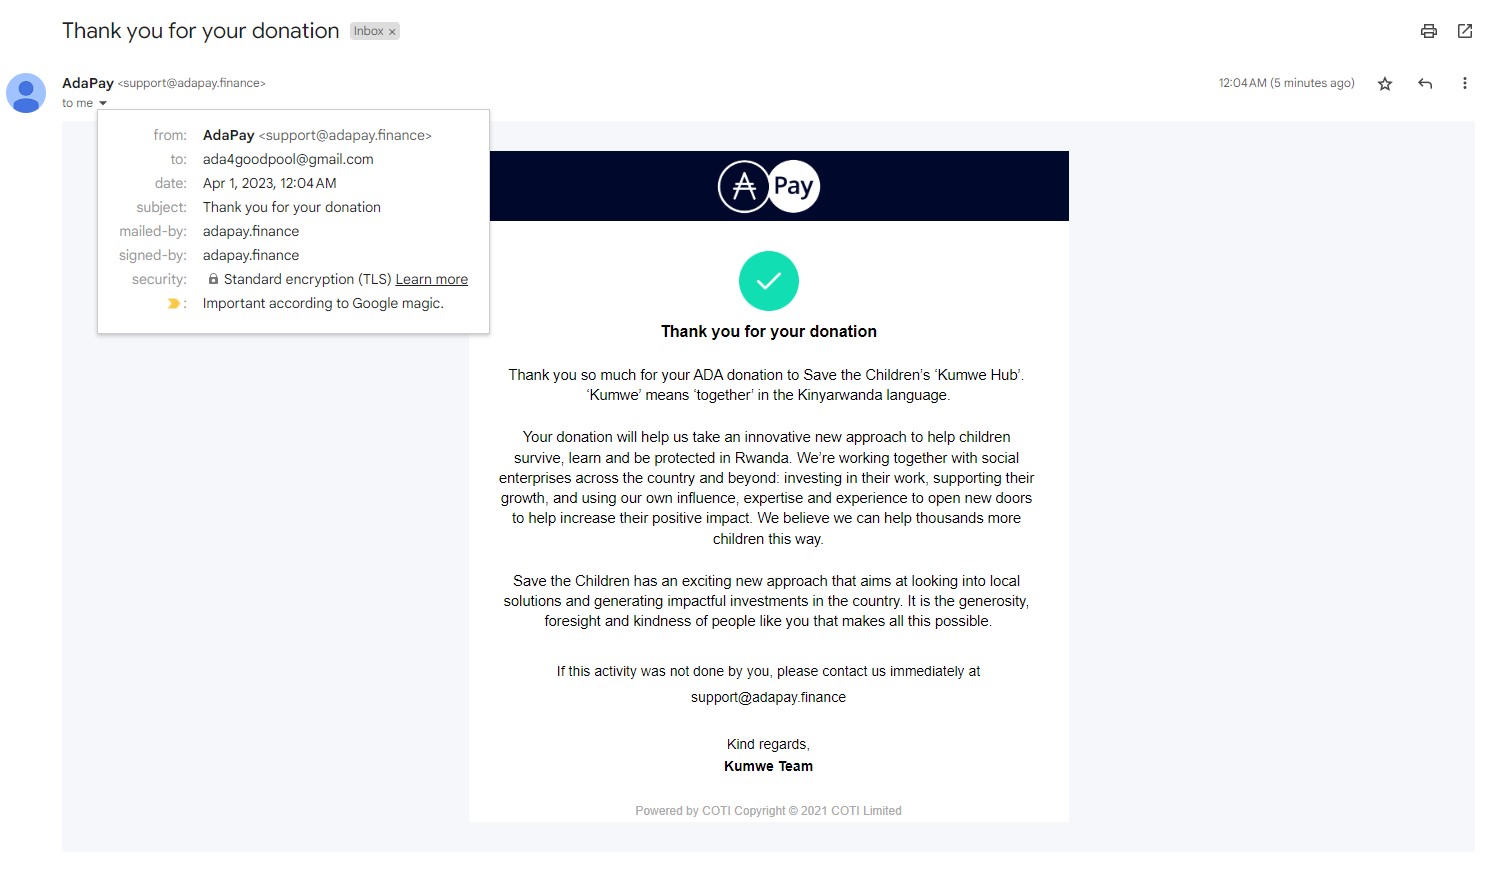 Thank you for your donation Inbox ×
AdaPay <support@adapay.finance> 12:04 AM (5 minutes ago)
to me
from: AdaPay <support@adapay.finance>
to: ada4goodpool@gmail.com
date: Apr 1, 2023, 12:04 AM
subject: Thank you for your donation
mailed-by: adapay.finance
signed-by: adapay.finance
security: Standard encryption (TLS) Learn more
: Important according to Google magic.
Pay
Thank you for your donation
Thank you so much for your ADA donation to Save the Children’s ‘Kumwe Hub’.
‘Kumwe’ means ‘together’ in the Kinyarwanda language.
Your donation will help us take an innovative new approach to help children
survive, learn and be protected in Rwanda. We’re working together with social
enterprises across the country and beyond: investing in their work, supporting their
growth, and using our own influence, expertise and experience to open new doors
to help increase their positive impact. We believe we can help thousands more
children this way.
Save the Children has an exciting new approach that aims at looking into local
solutions and generating impactful investments in the country. It is the generosity,
foresight and kindness of people like you that makes all this possible.
If this activity was not done by you, please contact us immediately at
support@adapay.finance
Kind regards,
Kumwe Team
Powered by COTI Copyright © 2021 COTI Limited